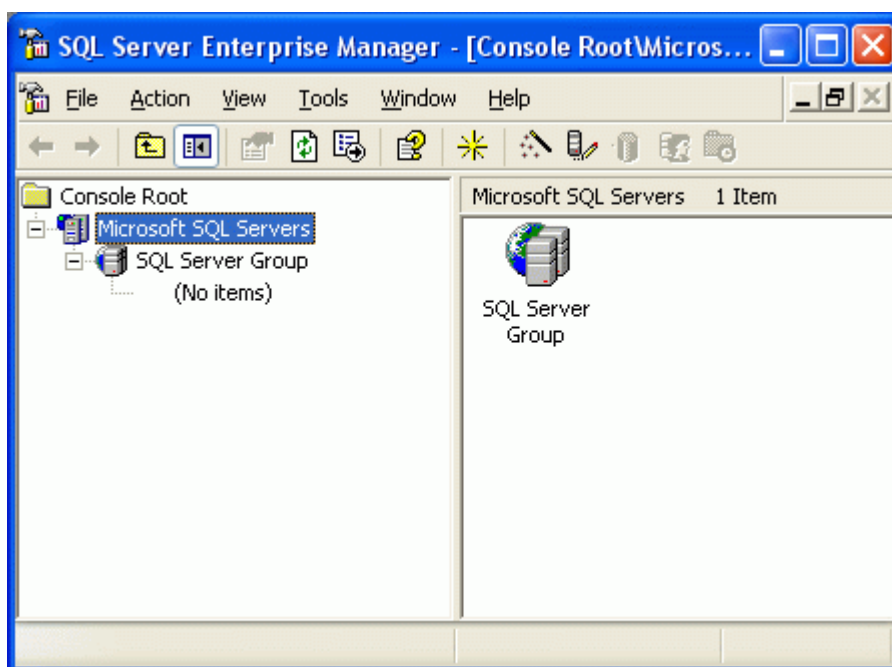 SQL Server Enterprise Manager - [Console Root\Micros...
File Action View Tools Window Help
Console Root
Microsoft SQL Servers
SQL Server Group
(No items)
Microsoft SQL Servers 1 Item
SQL Server
Group